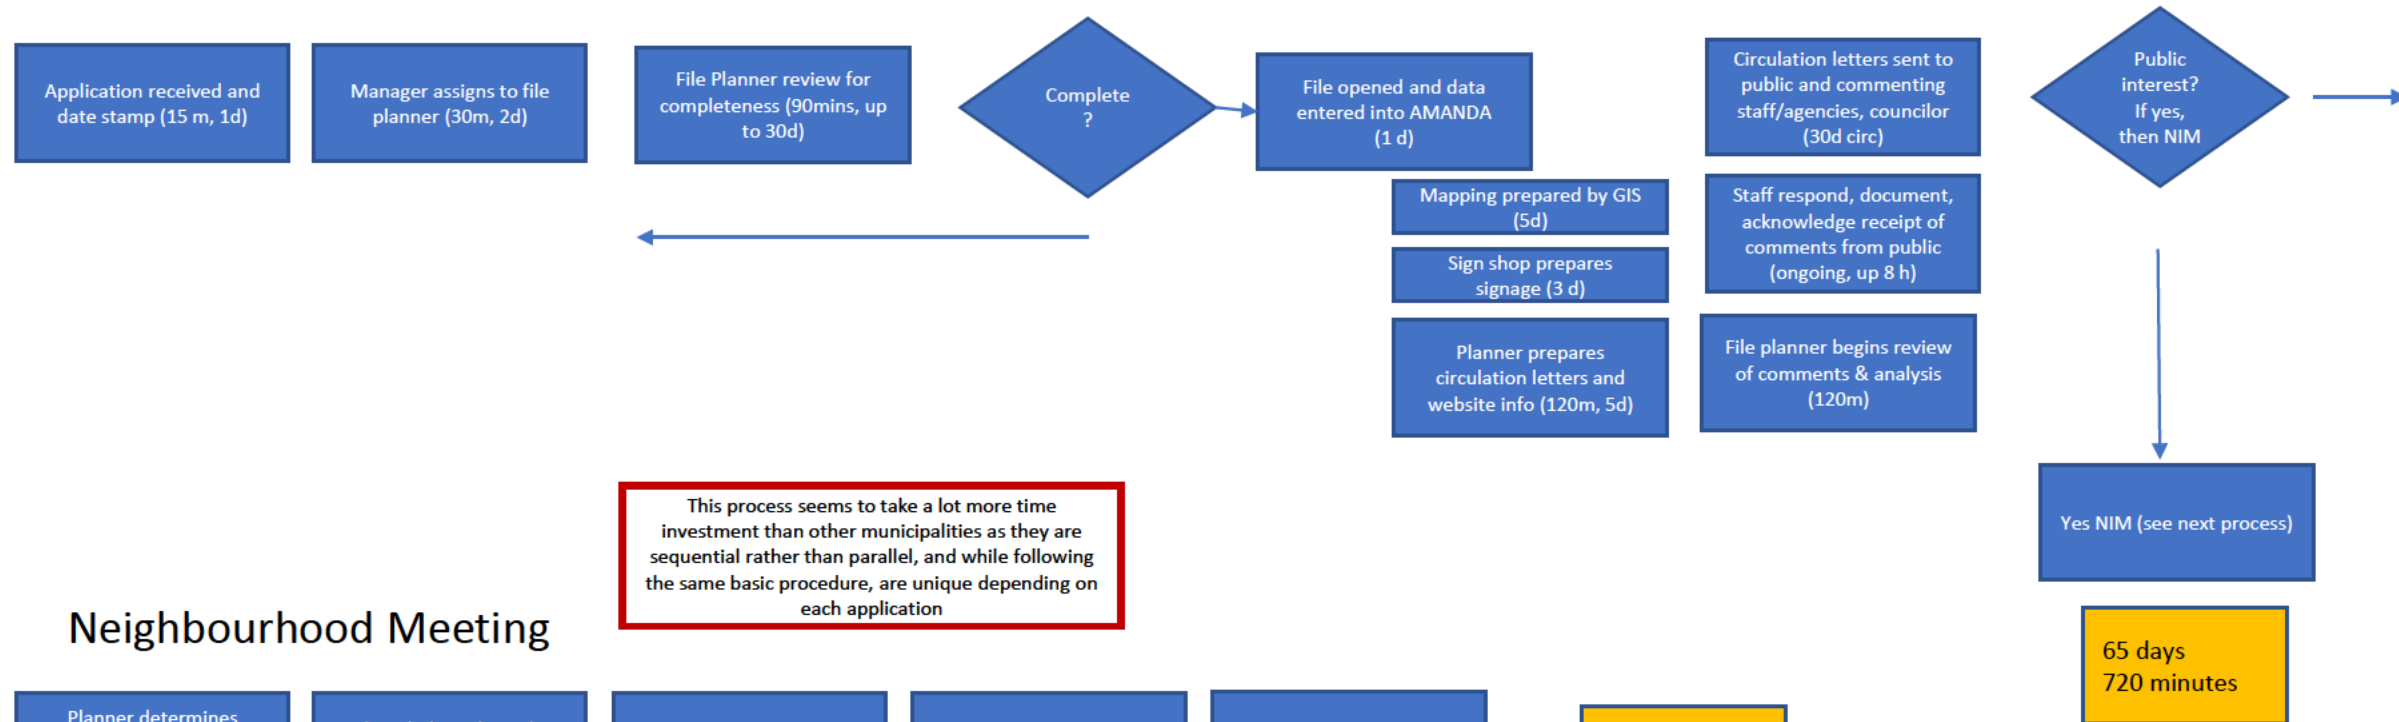 Application received and
date stamp (15 m, 1d)
Manager assigns to file
planner (30m, 2d)
File Planner review for
completeness (90mins, up
to 30d)
Complete
?
File opened and data
entered into AMANDA
(1 d)
Mapping prepared by GIS
(5d)
Sign shop prepares
signage (3 d)
Planner prepares
circulation letters and
website info (120m, 5d)
Circulation letters sent to
public and commenting
staff/agencies, councilor
(30d circ)
Staff respond, document,
acknowledge receipt of
comments from public
(ongoing, up 8 h)
File planner begins review
of comments & analysis
(120m)
Public
interest?
If yes,
then NIM
Yes NIM (see next process)
65 days
720 minutes
This process seems to take a lot more time
investment than other municipalities as they are
sequential rather than parallel, and while following
the same basic procedure, are unique depending on
each application
Neighbourhood Meeting
Planner determines